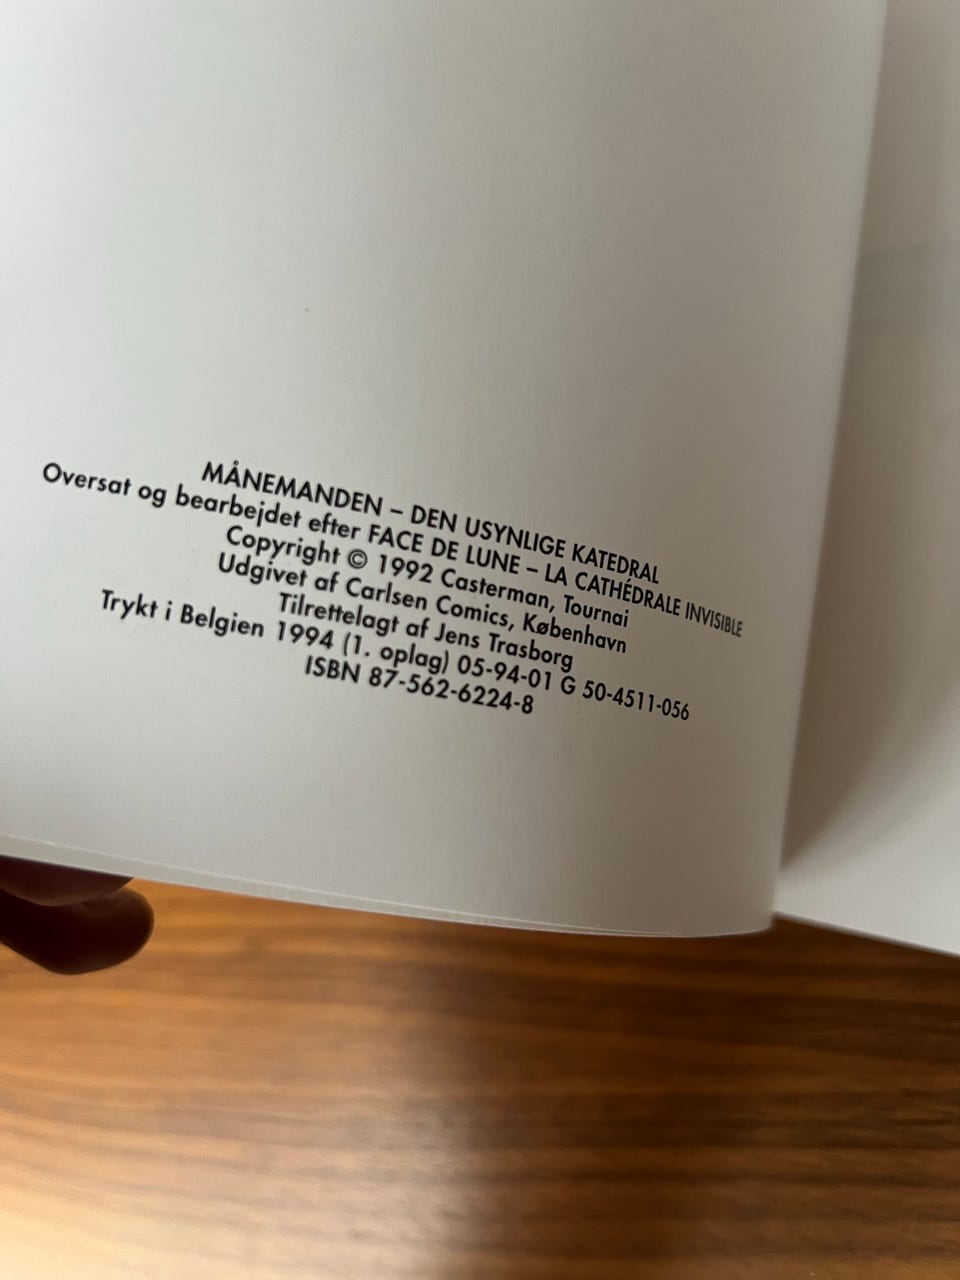 MÅNEMANDEN – DEN USYNLIGE KATEDRAL
Oversat og bearbejdet efter FACE DE LUNE – LA CATHÉDRALE INVISIBLE
Copyright © 1992 Casterman, Tournai
Udgivet af Carlsen Comics, København
Tilrettelagt af Jens Trasborg
Trykt i Belgien 1994 (1. oplag) 05-94-01 G 50-4511-056
ISBN 87-562-6224-8